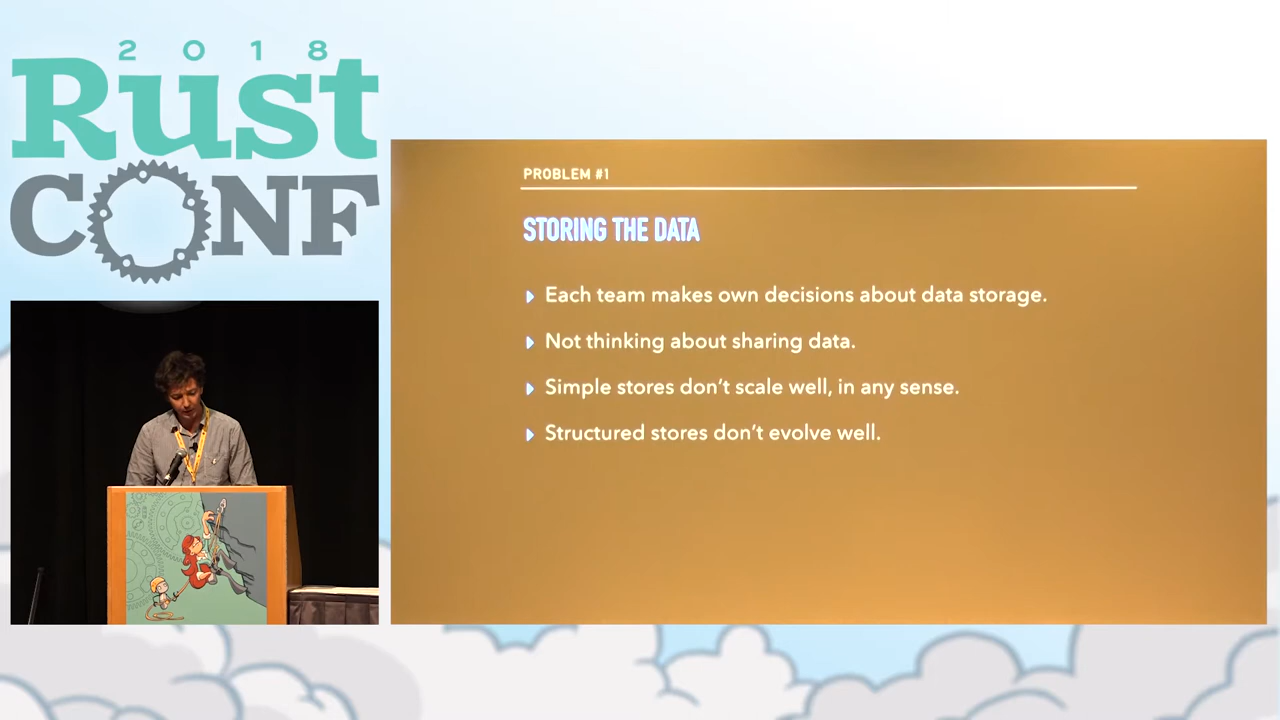 2018
Rust
CONF
PROBLEM #1
STORING THE DATA
Each team makes own decisions about data storage.
Not thinking about sharing data.
Simple stores don't scale well, in any sense.
Structured stores don't evolve well.